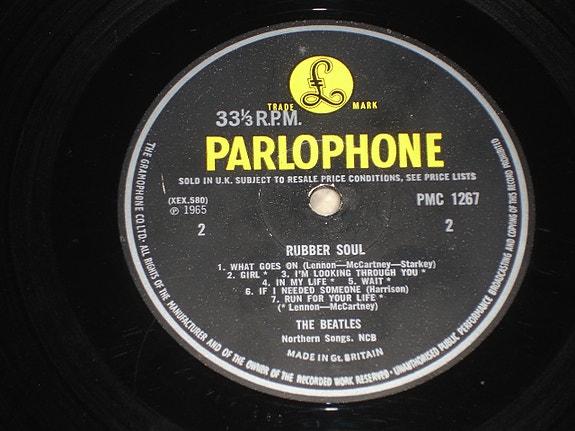 £
TRADE MARK
33⅓ R.P.M.
PARLOPHONE
SOLD IN U.K. SUBJECT TO RESALE PRICE CONDITIONS, SEE PRICE LISTS
(XEX.580) PMC 1267
℗ 1965
2 2
RUBBER SOUL
1. WHAT GOES ON (Lennon—McCartney—Starkey)
2. GIRL * 3. I'M LOOKING THROUGH YOU *
4. IN MY LIFE * 5. WAIT *
6. IF I NEEDED SOMEONE (Harrison)
7. RUN FOR YOUR LIFE *
(* Lennon—McCartney)
THE BEATLES
Northern Songs. NCB
MADE IN Gt. BRITAIN
THE GRAMOPHONE CO. LTD. ALL RIGHTS OF THE MANUFACTURER AND OF THE OWNER OF THE RECORDED WORK RESERVED · UNAUTHORISED PUBLIC PERFORMANCE BROADCASTING AND COPYING OF THIS RECORD PROHIBITED